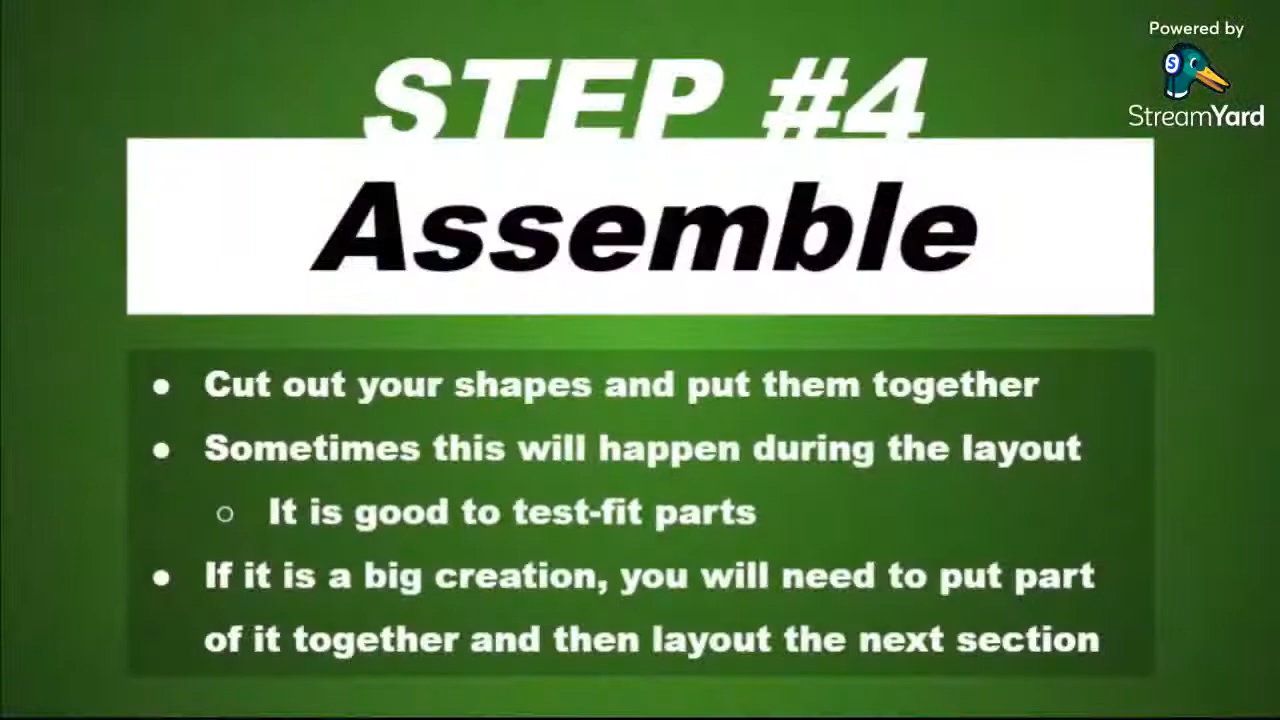 Powered by
StreamYard
STEP #4
Assemble
● Cut out your shapes and put them together
● Sometimes this will happen during the layout
○ It is good to test-fit parts
● If it is a big creation, you will need to put part
of it together and then layout the next section